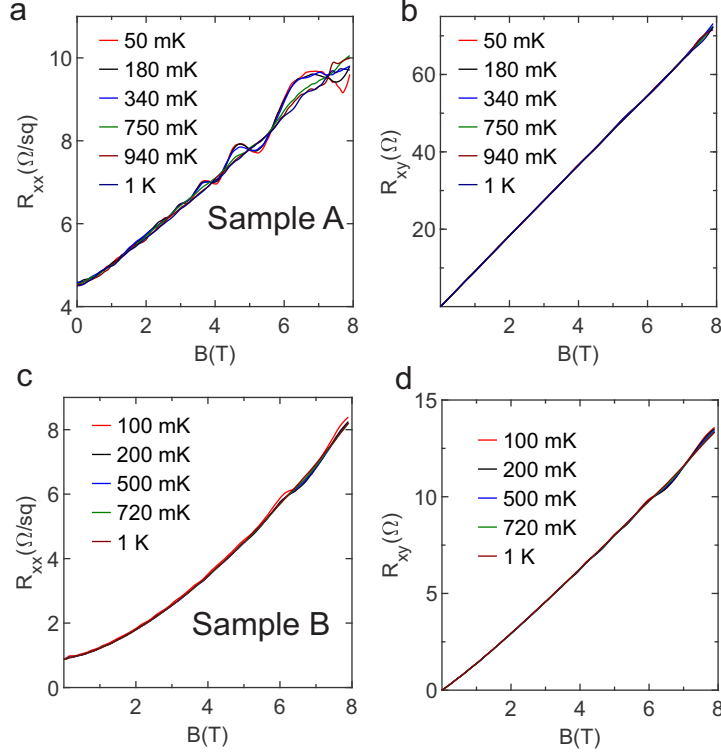 a
R_xx(Ω/sq)
10
8
6
4
50 mK
180 mK
340 mK
750 mK
940 mK
1 K
Sample A
0 2 4 6 8
B(T)
b
R_xy(Ω)
60
40
20
50 mK
180 mK
340 mK
750 mK
940 mK
1 K
2 4 6 8
B(T)
c
R_xx(Ω/sq)
8
6
4
2
0
100 mK
200 mK
500 mK
720 mK
1 K
Sample B
2 4 6 8
B(T)
d
R_xy(Ω)
15
10
5
0
100 mK
200 mK
500 mK
720 mK
1 K
2 4 6 8
B(T)